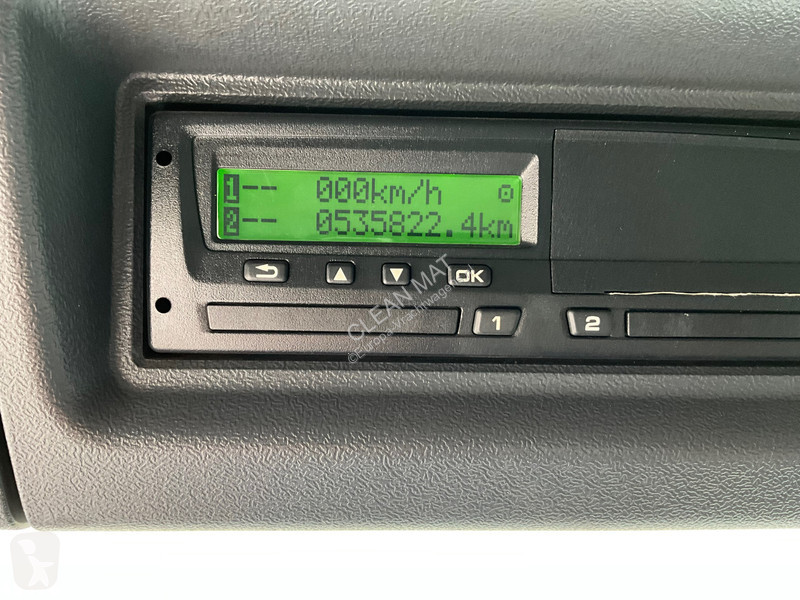 1-- 000km/h
2-- 0535822.4km
OK
1
2
CLEAN MAT